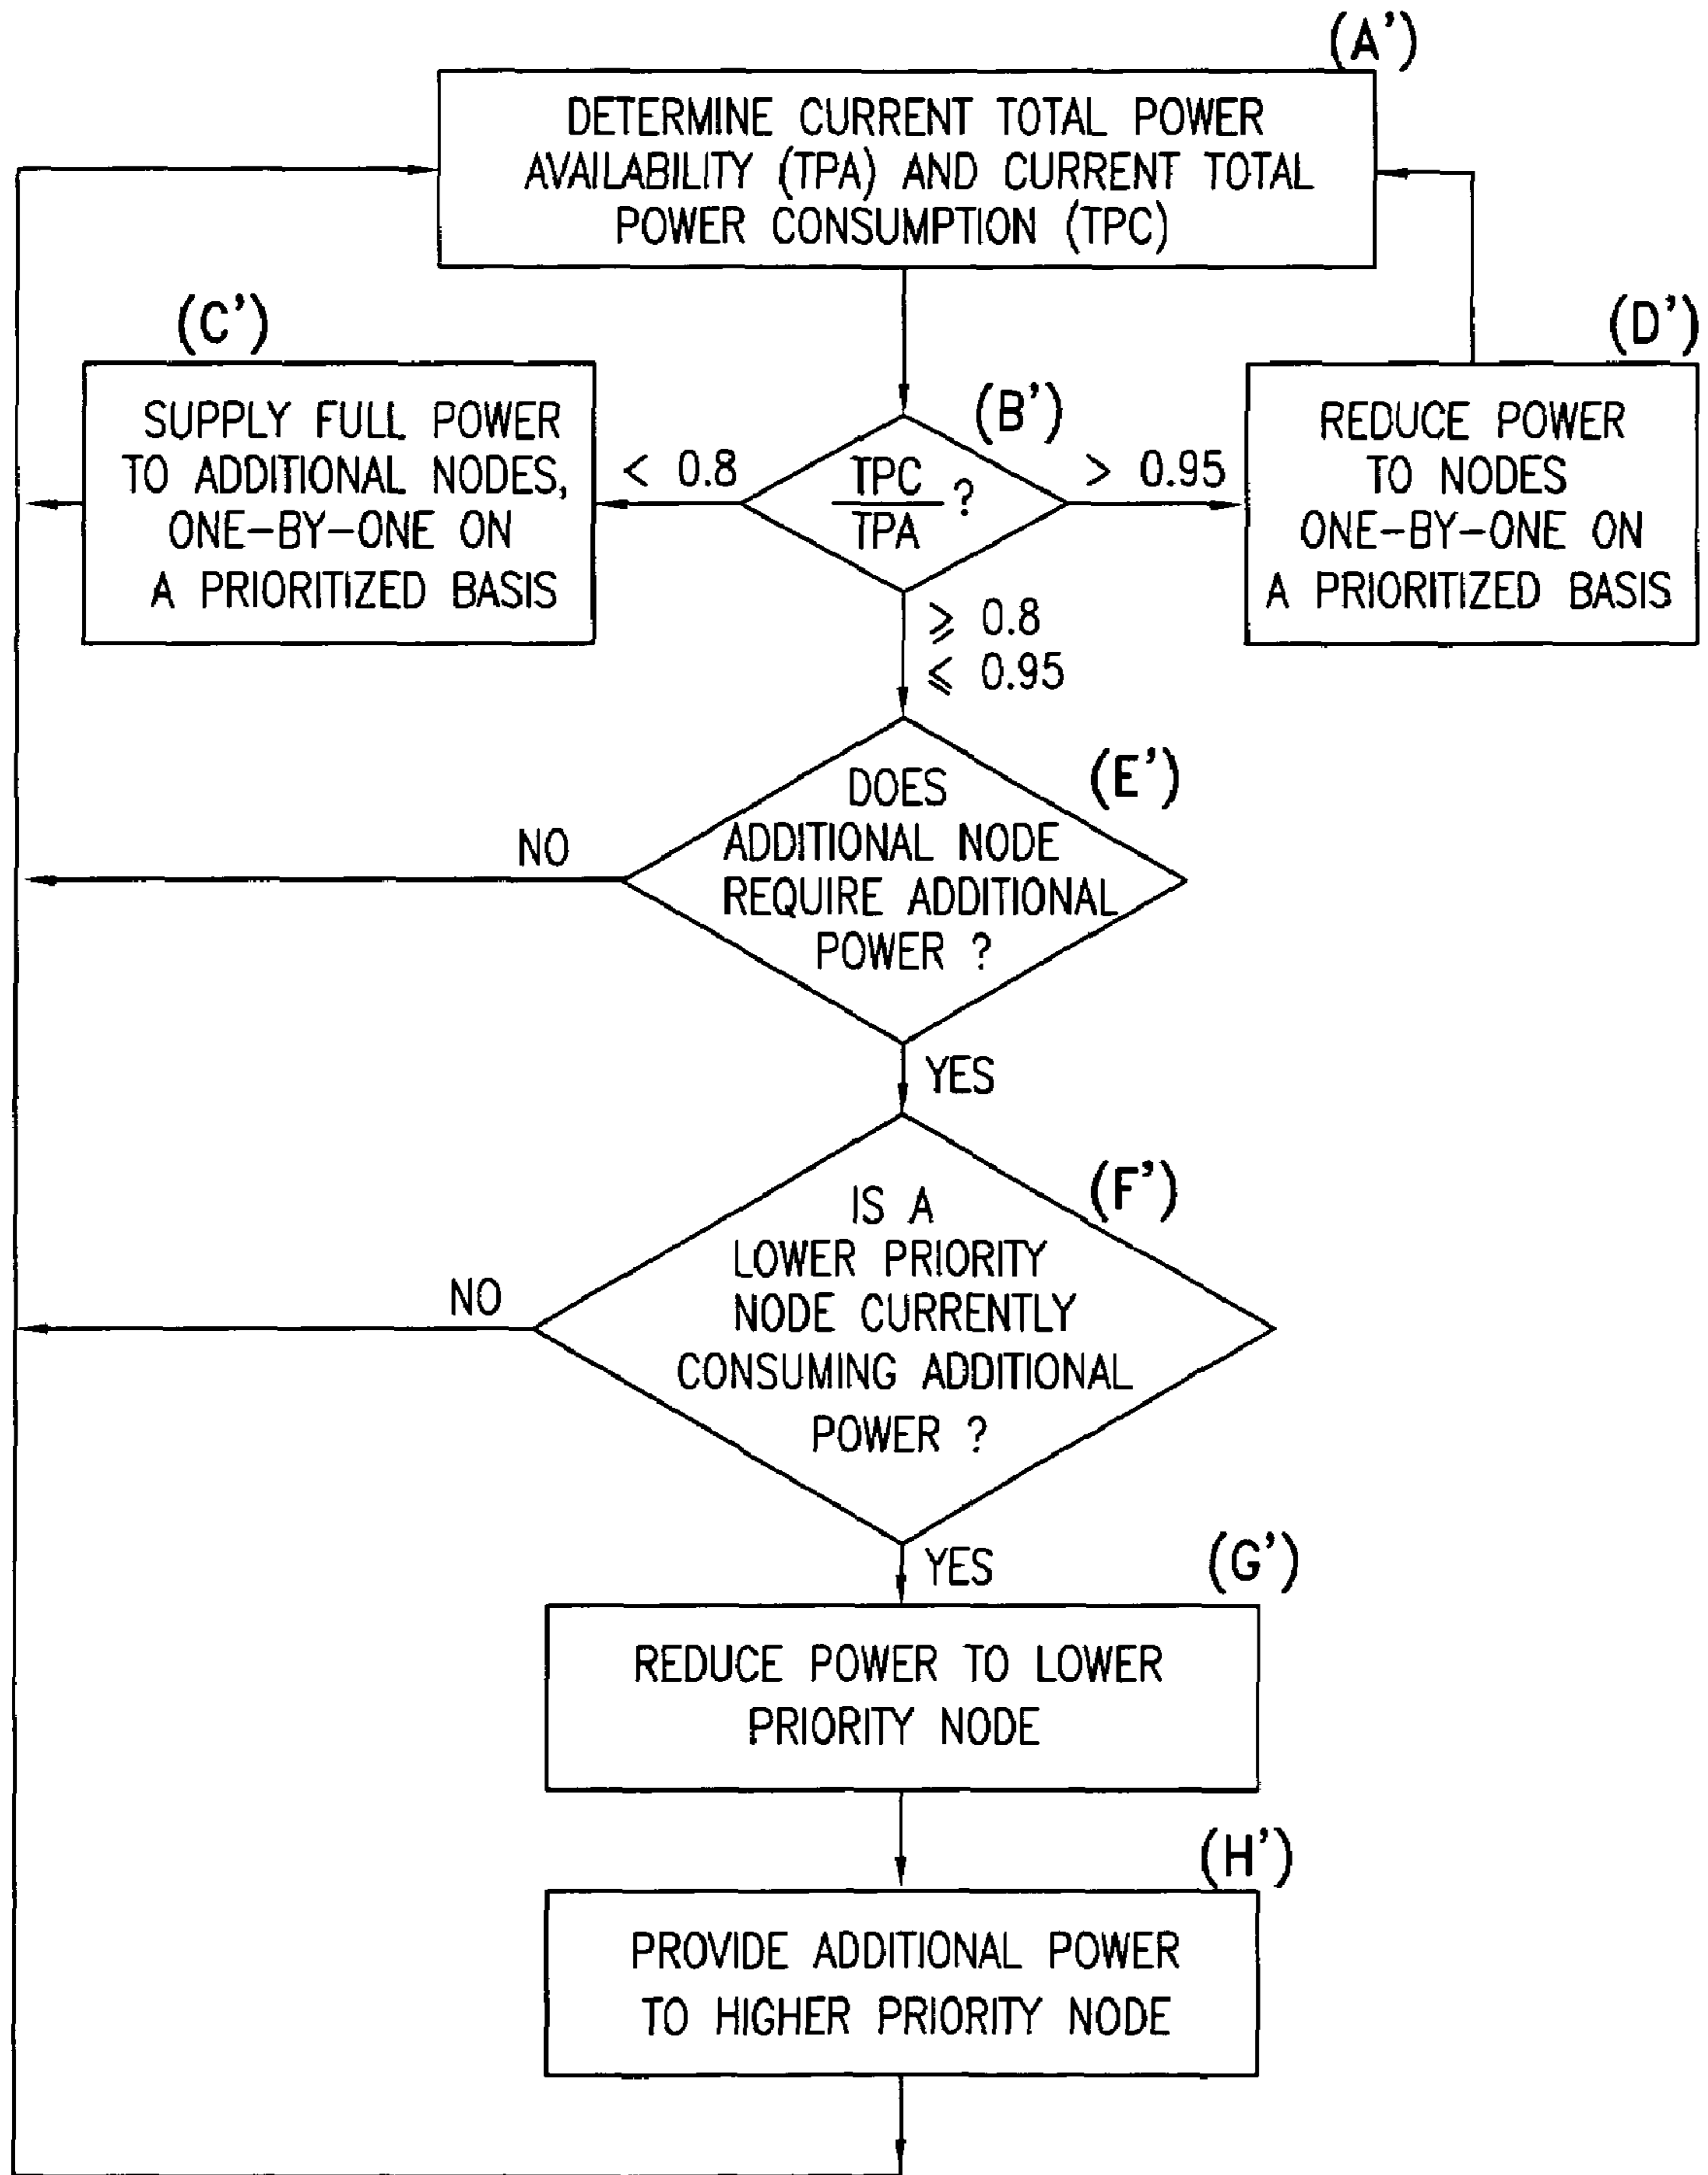 (A')
DETERMINE CURRENT TOTAL POWER
AVAILABILITY (TPA) AND CURRENT TOTAL
POWER CONSUMPTION (TPC)
(C')
SUPPLY FULL POWER
TO ADDITIONAL NODES,
ONE-BY-ONE ON
A PRIORITIZED BASIS
< 0.8
(B')
TPC
TPA
?
> 0.95
(D')
REDUCE POWER
TO NODES
ONE-BY-ONE ON
A PRIORITIZED BASIS
⩾ 0.8
⩽ 0.95
(E')
DOES
ADDITIONAL NODE
REQUIRE ADDITIONAL
POWER ?
NO
YES
(F')
IS A
LOWER PRIORITY
NODE CURRENTLY
CONSUMING ADDITIONAL
POWER ?
NO
YES
(G')
REDUCE POWER TO LOWER
PRIORITY NODE
(H')
PROVIDE ADDITIONAL POWER
TO HIGHER PRIORITY NODE